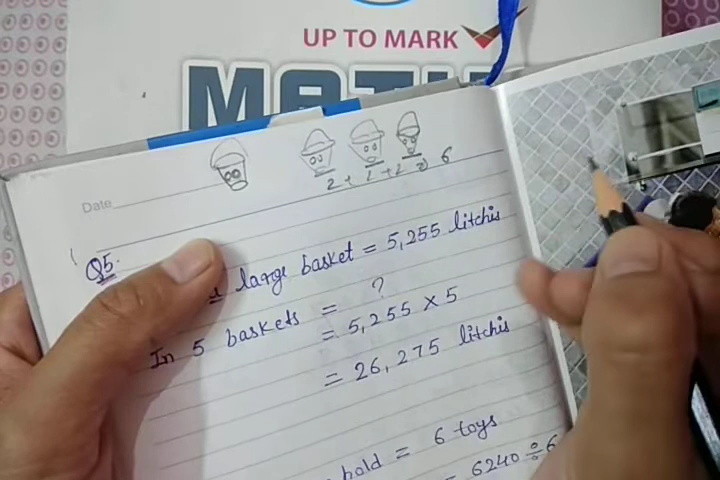 UP TO MARK
MATH
2 + 2 + 2 = 6
Date
Q5.
large basket = 5,255 litchis
In 5 baskets = ?
= 5,255 × 5
= 26,275 litchis
hold = 6 toys
= 6240 ÷ 6